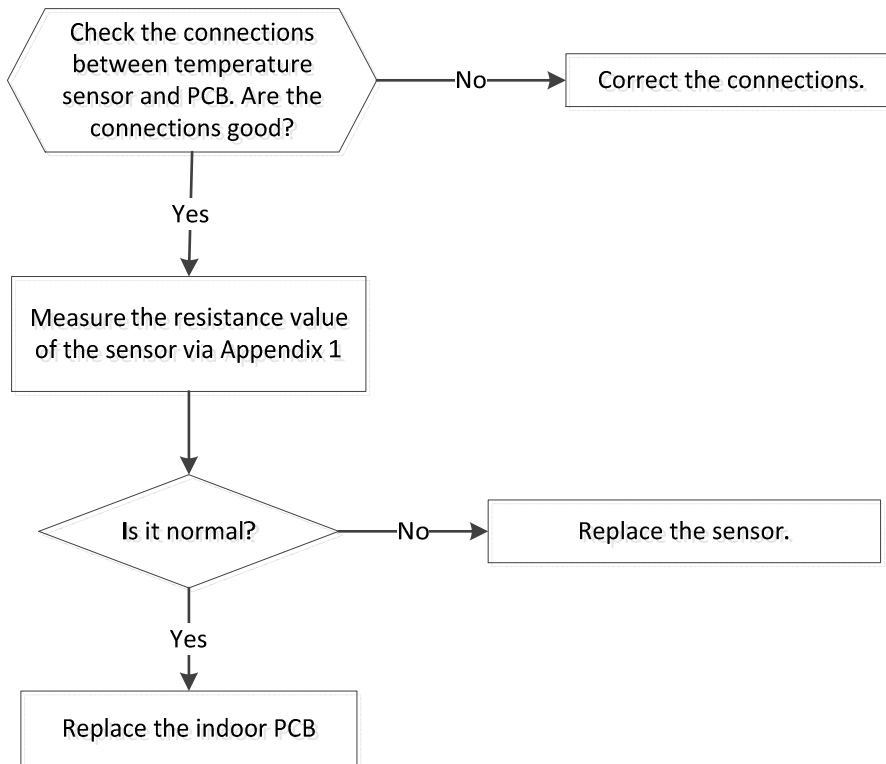 Check the connections
between temperature
sensor and PCB. Are the
connections good?
No
Correct the connections.
Yes
Measure the resistance value
of the sensor via Appendix 1
Is it normal?
No
Replace the sensor.
Yes
Replace the indoor PCB